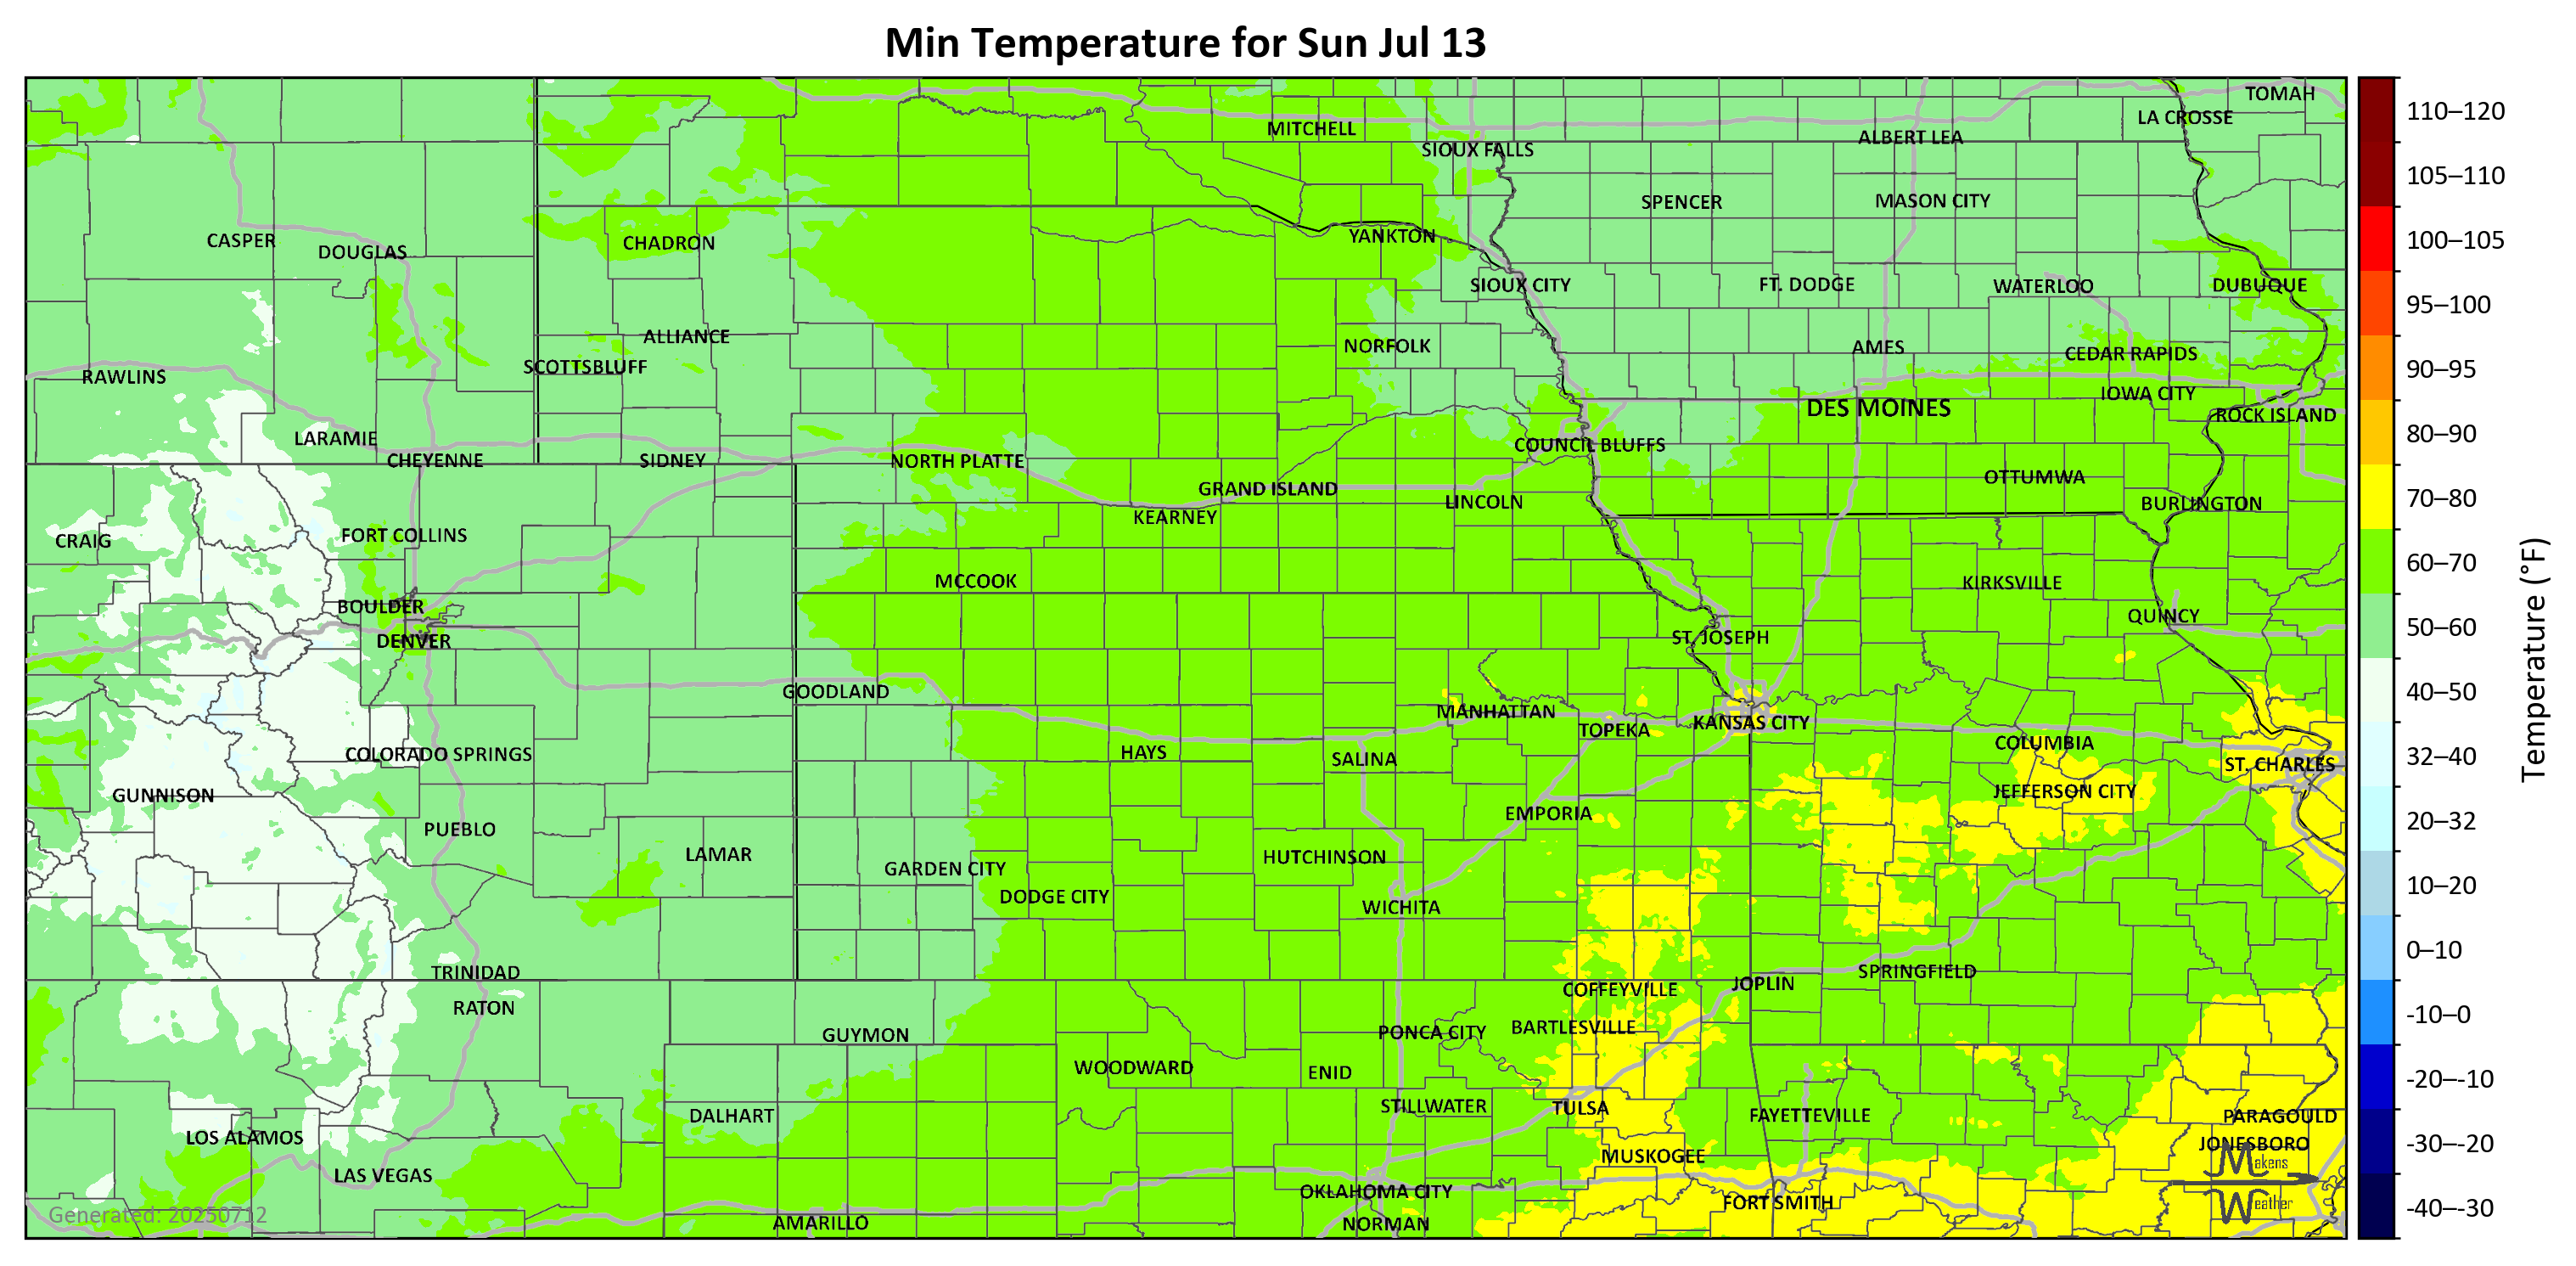 Min Temperature for Sun Jul 13
TOMAH
LA CROSSE
MITCHELL
ALBERT LEA
SIOUX FALLS
SPENCER
MASON CITY
CASPER
DOUGLAS
CHADRON
YANKTON
SIOUX CITY
FT. DODGE
WATERLOO
DUBUQUE
ALLIANCE
NORFOLK
AMES
CEDAR RAPIDS
SCOTTSBLUFF
RAWLINS
IOWA CITY
DES MOINES
ROCK ISLAND
LARAMIE
COUNCIL BLUFFS
CHEYENNE
SIDNEY
NORTH PLATTE
OTTUMWA
GRAND ISLAND
LINCOLN
BURLINGTON
KEARNEY
CRAIG
FORT COLLINS
MCCOOK
KIRKSVILLE
BOULDER
QUINCY
DENVER
ST. JOSEPH
GOODLAND
MANHATTAN
TOPEKA
KANSAS CITY
COLORADO SPRINGS
HAYS
SALINA
COLUMBIA
ST. CHARLES
GUNNISON
JEFFERSON CITY
EMPORIA
PUEBLO
LAMAR
HUTCHINSON
GARDEN CITY
DODGE CITY
WICHITA
TRINIDAD
SPRINGFIELD
JOPLIN
COFFEYVILLE
RATON
GUYMON
PONCA CITY
BARTLESVILLE
WOODWARD
ENID
STILLWATER
TULSA
DALHART
FAYETTEVILLE
PARAGOULD
LOS ALAMOS
JONESBORO
MUSKOGEE
LAS VEGAS
OKLAHOMA CITY
FORT SMITH
AMARILLO
NORMAN
Generated: 20250712
Makens
Weather
110–120
105–110
100–105
95–100
90–95
80–90
70–80
60–70
50–60
40–50
32–40
20–32
10–20
0–10
-10–0
-20–-10
-30–-20
-40–-30
Temperature (°F)